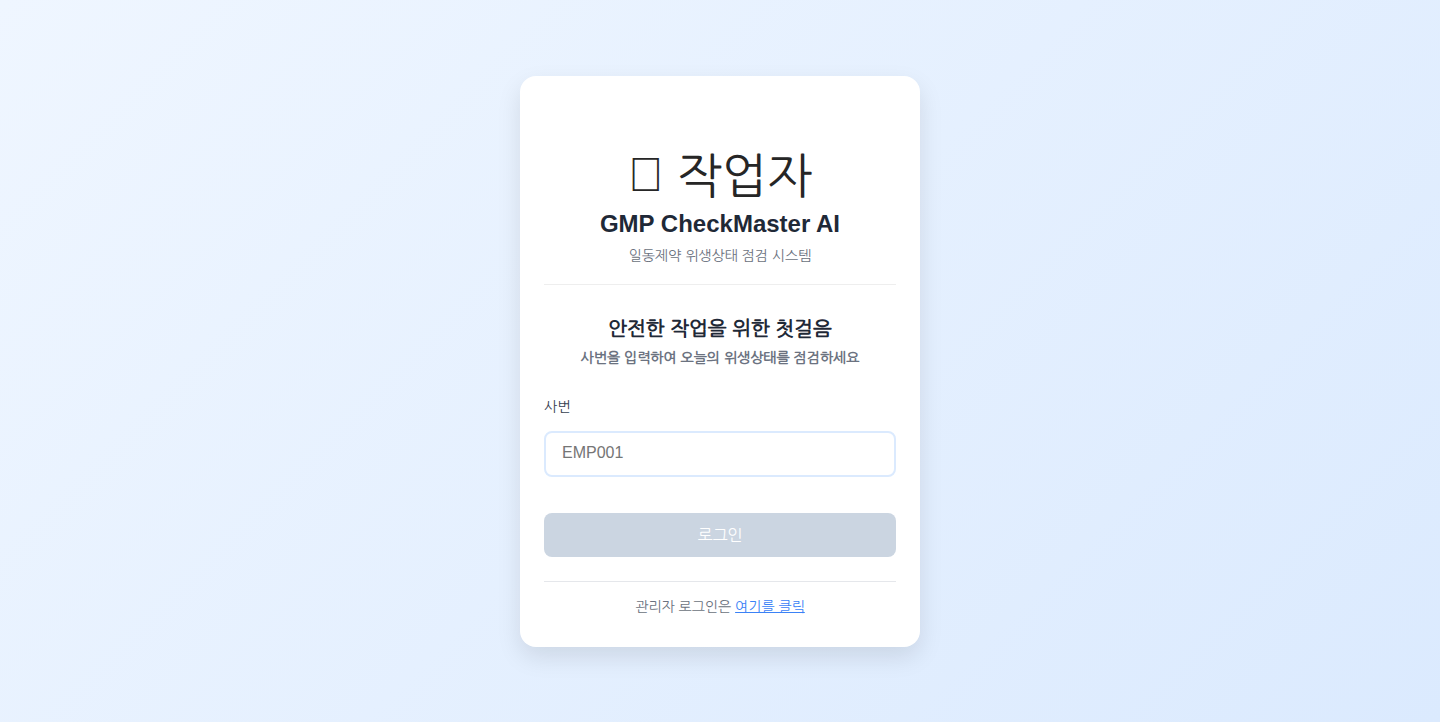 작업자
GMP CheckMaster AI
일동제약 위생상태 점검 시스템
안전한 작업을 위한 첫걸음
사번을 입력하여 오늘의 위생상태를 점검하세요
사번
EMP001
로그인
관리자 로그인은 여기를 클릭